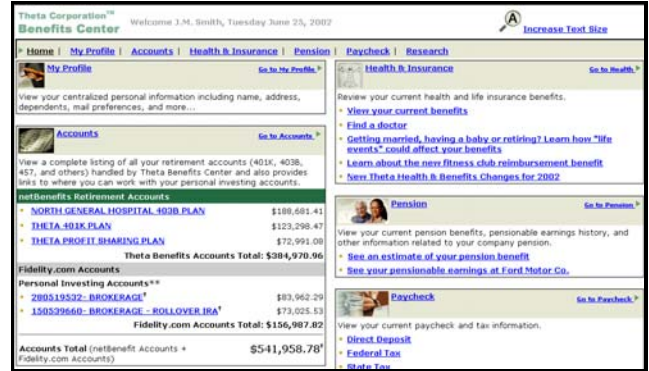 Theta Corporation™
Benefits Center
Welcome J.M. Smith, Tuesday June 25, 2002
A
Increase Text Size
Home | My Profile | Accounts | Health & Insurance | Pension | Paycheck | Research
My Profile
Go to My Profile
View your centralized personal information including name, address,
dependents, mail preferences, and more...
Accounts
Go to Accounts
View a complete listing of all your retirement accounts (401K, 403B,
457, and others) handled by Theta Benefits Center and also provides
links to where you can work with your personal investing accounts.
netBenefits Retirement Accounts
NORTH GENERAL HOSPITAL 403B PLAN $188,681.41
THETA 401K PLAN $123,298.47
THETA PROFIT SHARING PLAN $72,991.08
Theta Benefits Accounts Total: $384,970.96
Fidelity.com Accounts
Personal Investing Accounts**
200519532- BROKERAGE† $83,962.29
150539660- BROKERAGE - ROLLOVER IRA† $73,025.53
Fidelity.com Accounts Total: $156,987.82
Accounts Total (netBenefit Accounts + $541,958.78‡
Fidelity.com Accounts)
Health & Insurance
Go to Health
Review your current health and life insurance benefits.
View your current benefits
Find a doctor
Getting married, having a baby or retiring? Learn how "life
events" could affect your benefits
Learn about the new fitness club reimbursement benefit
New Theta Health & Benefits Changes for 2002
Pension
Go to Pension
View your current pension benefits, pensionable earnings history, and
other information related to your company pension.
See an estimate of your pension benefit
See your pensionable earnings at Ford Motor Co.
Paycheck
Go to Paycheck
View your current paycheck and tax information.
Direct Deposit
Federal Tax
State Tax